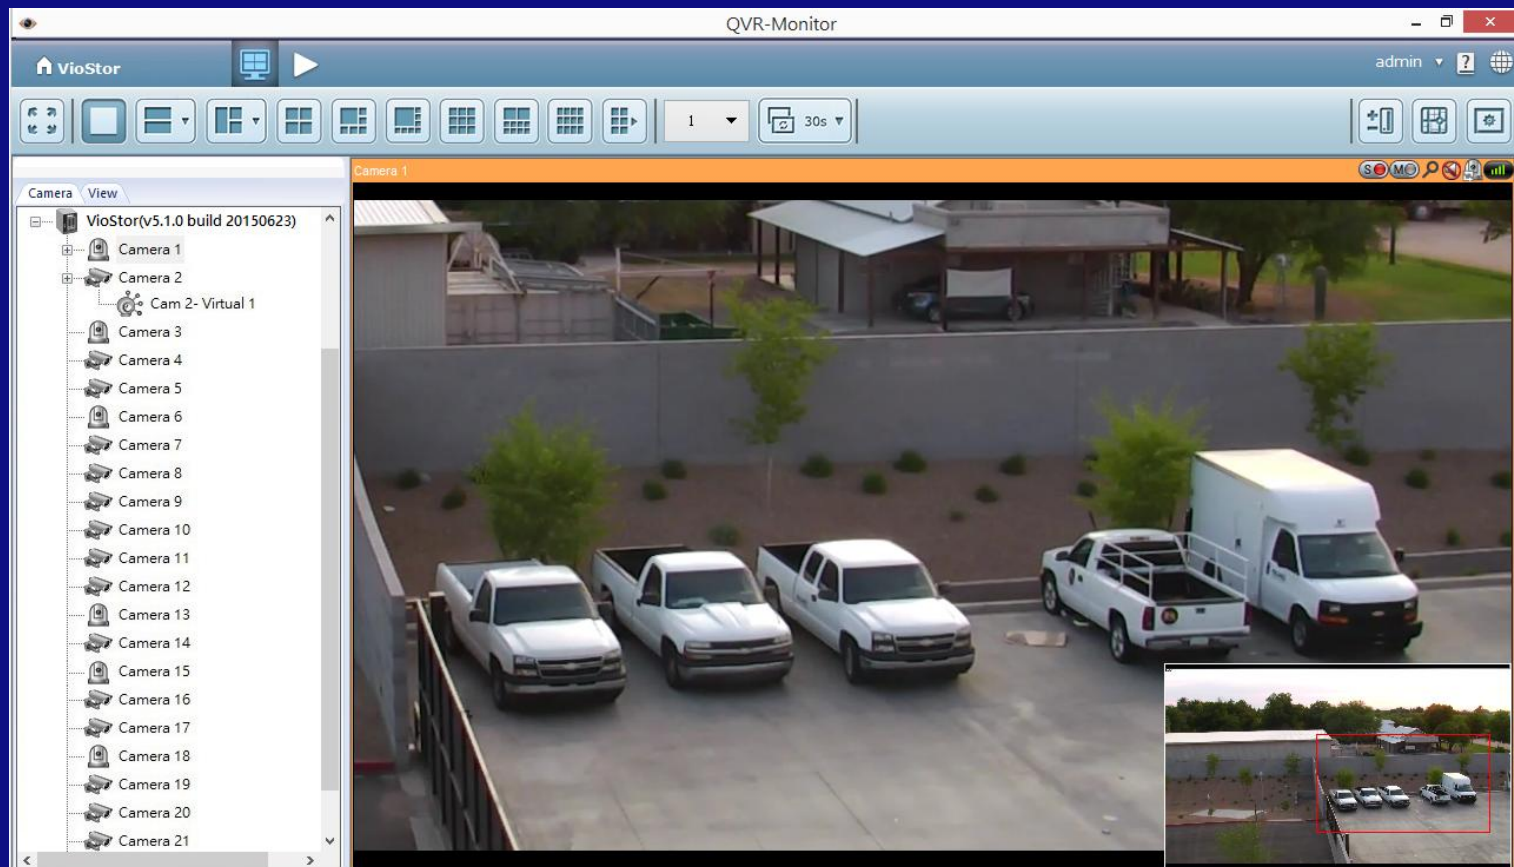 QVR-Monitor
VioStor
admin
?
1
30s
Camera View
Camera 1
S M
VioStor(v5.1.0 build 20150623)
Camera 1
Camera 2
Cam 2- Virtual 1
Camera 3
Camera 4
Camera 5
Camera 6
Camera 7
Camera 8
Camera 9
Camera 10
Camera 11
Camera 12
Camera 13
Camera 14
Camera 15
Camera 16
Camera 17
Camera 18
Camera 19
Camera 20
Camera 21